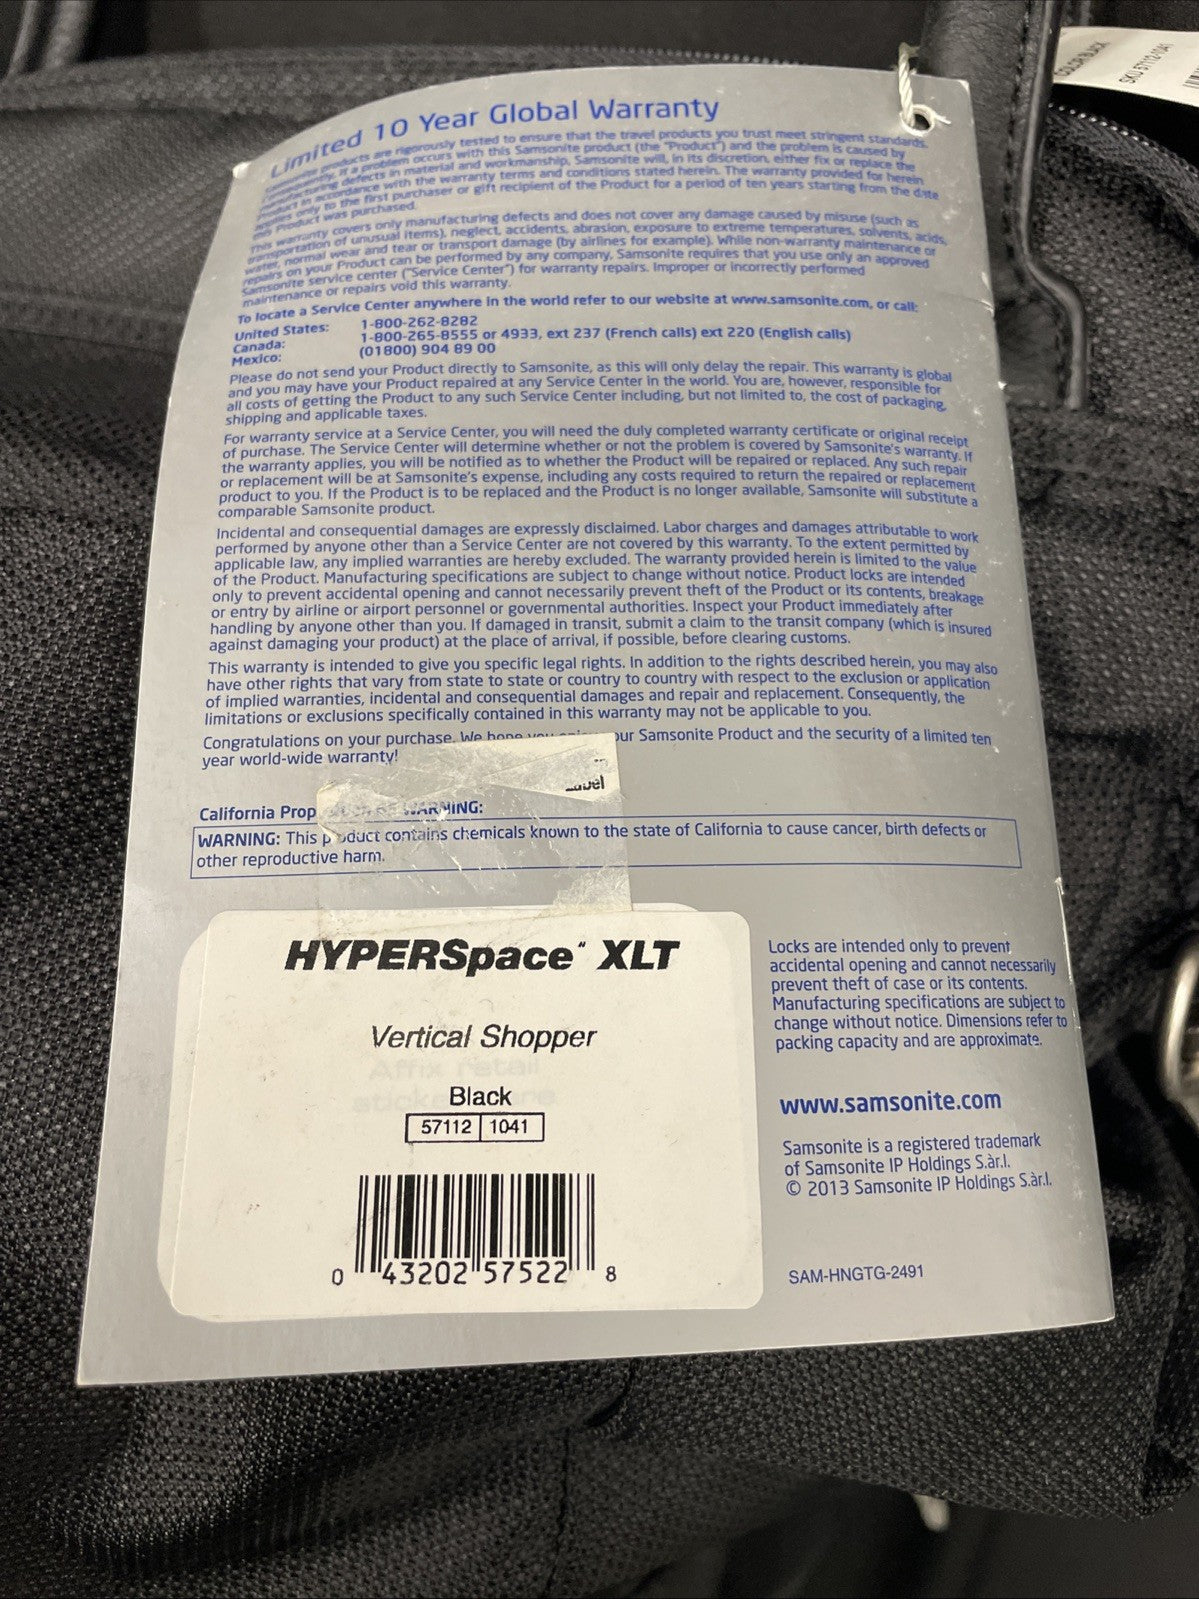 COLOR BLACK
SKU 57112-1041
Limited 10 Year Global Warranty
Samsonite products are rigorously tested to ensure that the travel products you trust meet stringent standards.
Consequently, if a problem occurs with this Samsonite product (the "Product") and the problem is caused by
manufacturing defects in material and workmanship, Samsonite will, in its discretion, either fix or replace the
Product in accordance with the warranty terms and conditions stated herein. The warranty provided for herein
applies only to the first purchaser or gift recipient of the Product for a period of ten years starting from the date
this Product was purchased.
This warranty covers only manufacturing defects and does not cover any damage caused by misuse (such as
transportation of unusual items), neglect, accidents, abrasion, exposure to extreme temperatures, solvents, acids,
water, normal wear and tear or transport damage (by airlines for example). While non-warranty maintenance or
repairs on your Product can be performed by any company, Samsonite requires that you use only an approved
Samsonite service center ("Service Center") for warranty repairs. Improper or incorrectly performed
maintenance or repairs void this warranty.
To locate a Service Center anywhere in the world refer to our website at www.samsonite.com, or call:
United States: 1-800-262-8282
Canada: 1-800-265-8555 or 4933, ext 237 (French calls) ext 220 (English calls)
Mexico: (01800) 904 89 00
Please do not send your Product directly to Samsonite, as this will only delay the repair. This warranty is global
and you may have your Product repaired at any Service Center in the world. You are, however, responsible for
all costs of getting the Product to any such Service Center including, but not limited to, the cost of packaging,
shipping and applicable taxes.
For warranty service at a Service Center, you will need the duly completed warranty certificate or original receipt
of purchase. The Service Center will determine whether or not the problem is covered by Samsonite's warranty. If
the warranty applies, you will be notified as to whether the Product will be repaired or replaced. Any such repair
or replacement will be at Samsonite's expense, including any costs required to return the repaired or replacement
product to you. If the Product is to be replaced and the Product is no longer available, Samsonite will substitute a
comparable Samsonite product.
Incidental and consequential damages are expressly disclaimed. Labor charges and damages attributable to work
performed by anyone other than a Service Center are not covered by this warranty. To the extent permitted by
applicable law, any implied warranties are hereby excluded. The warranty provided herein is limited to the value
of the Product. Manufacturing specifications are subject to change without notice. Product locks are intended
only to prevent accidental opening and cannot necessarily prevent theft of the Product or its contents, breakage
or entry by airline or airport personnel or governmental authorities. Inspect your Product immediately after
handling by anyone other than you. If damaged in transit, submit a claim to the transit company (which is insured
against damaging your product) at the place of arrival, if possible, before clearing customs.
This warranty is intended to give you specific legal rights. In addition to the rights described herein, you may also
have other rights that vary from state to state or country to country with respect to the exclusion or application
of implied warranties, incidental and consequential damages and repair and replacement. Consequently, the
limitations or exclusions specifically contained in this warranty may not be applicable to you.
Congratulations on your purchase. We hope you enjoy your Samsonite Product and the security of a limited ten
year world-wide warranty!
California Prop WARNING:
WARNING: This product contains chemicals known to the state of California to cause cancer, birth defects or
other reproductive harm.
HYPERSpace™ XLT
Vertical Shopper
Affix retail
Black
57112 1041
0 43202 57522 8
Locks are intended only to prevent
accidental opening and cannot necessarily
prevent theft of case or its contents.
Manufacturing specifications are subject to
change without notice. Dimensions refer to
packing capacity and are approximate.
www.samsonite.com
Samsonite is a registered trademark
of Samsonite IP Holdings S.àr.l.
© 2013 Samsonite IP Holdings S.àr.l.
SAM-HNGTG-2491